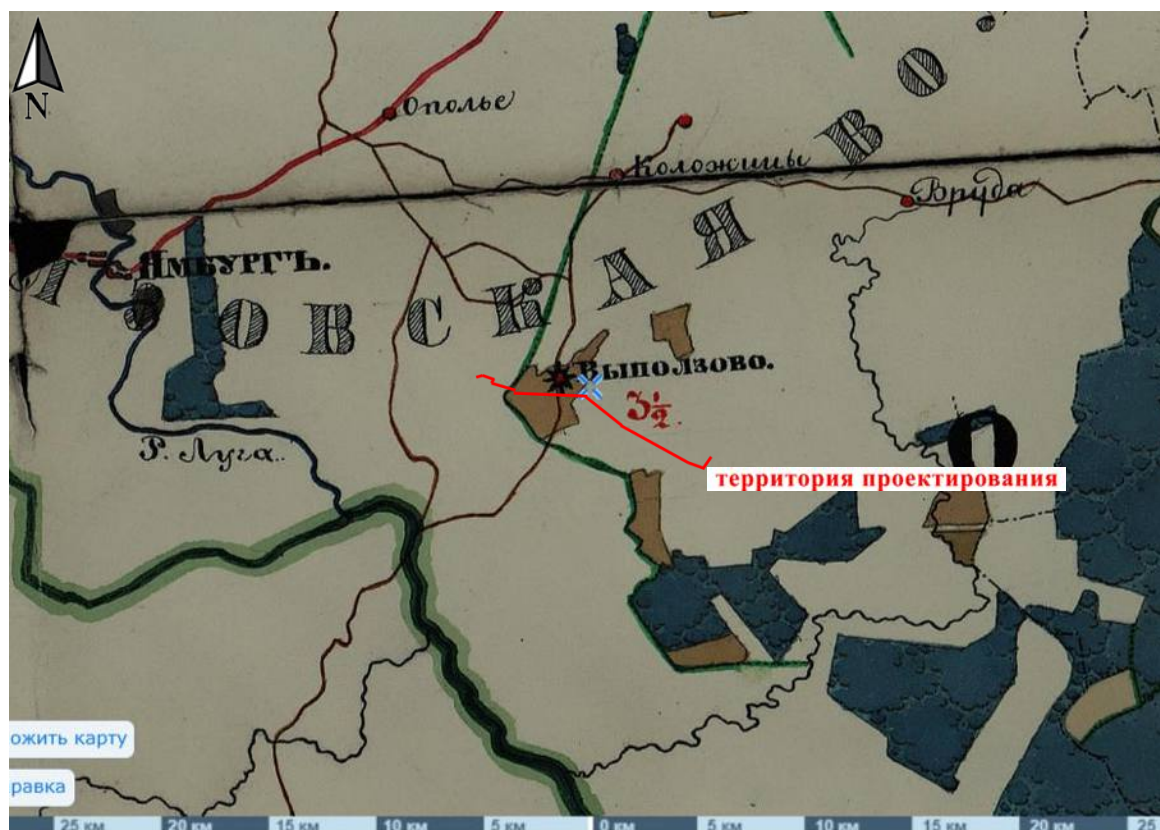 N
Ополье
Коложицы
Вруда
ЯМБУРГЪ.
ОВСКАЯ
ВО
О
Выползово.
3½.
Р. Луга.
территория проектирования
ожить карту
равка
25 км 20 км 15 км 10 км 5 км 0 км 5 км 10 км 15 км 20 км 25